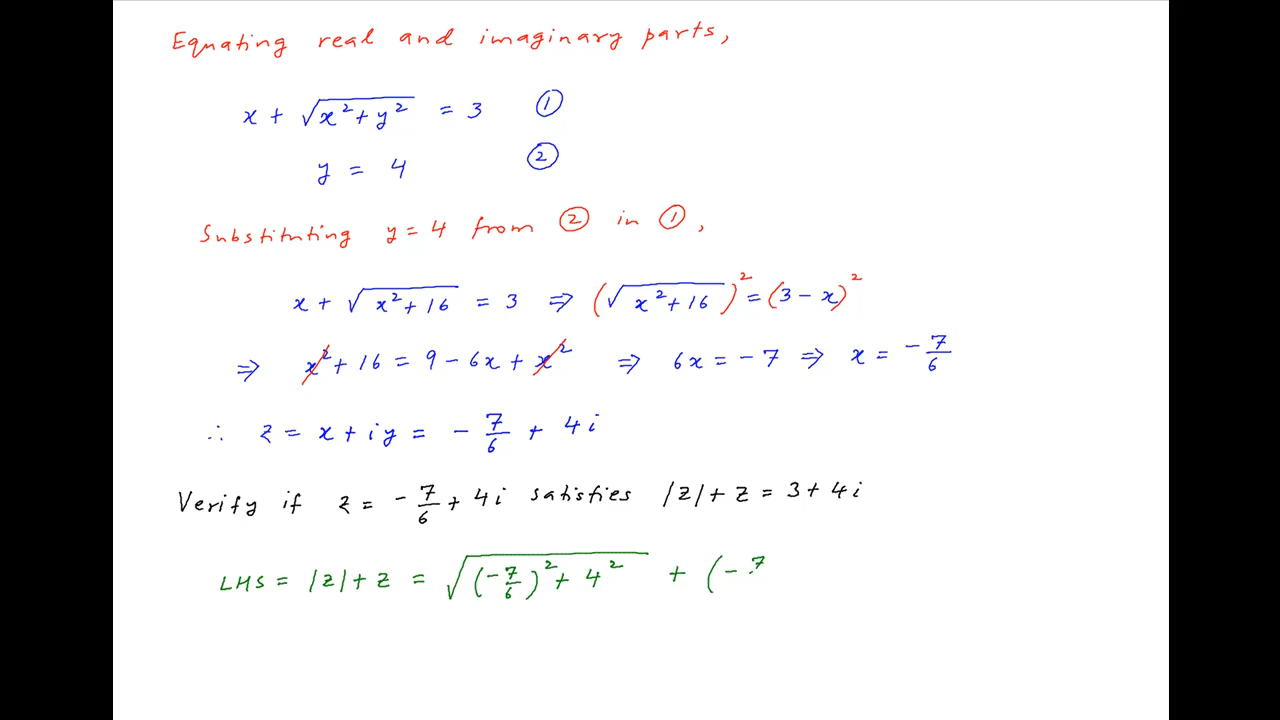 Equating real and imaginary parts,
x + √(x² + y²) = 3 ①
y = 4 ②
Substituting y = 4 from ② in ①,
x + √(x² + 16) = 3 ⇒ (√(x² + 16))² = (3 − x)²
⇒ x² + 16 = 9 − 6x + x² ⇒ 6x = −7 ⇒ x = −7/6
∴ z = x + iy = −7/6 + 4i
Verify if z = −7/6 + 4i satisfies |z| + z = 3 + 4i
LHS = |z| + z = √((−7/6)² + 4²) + (−7